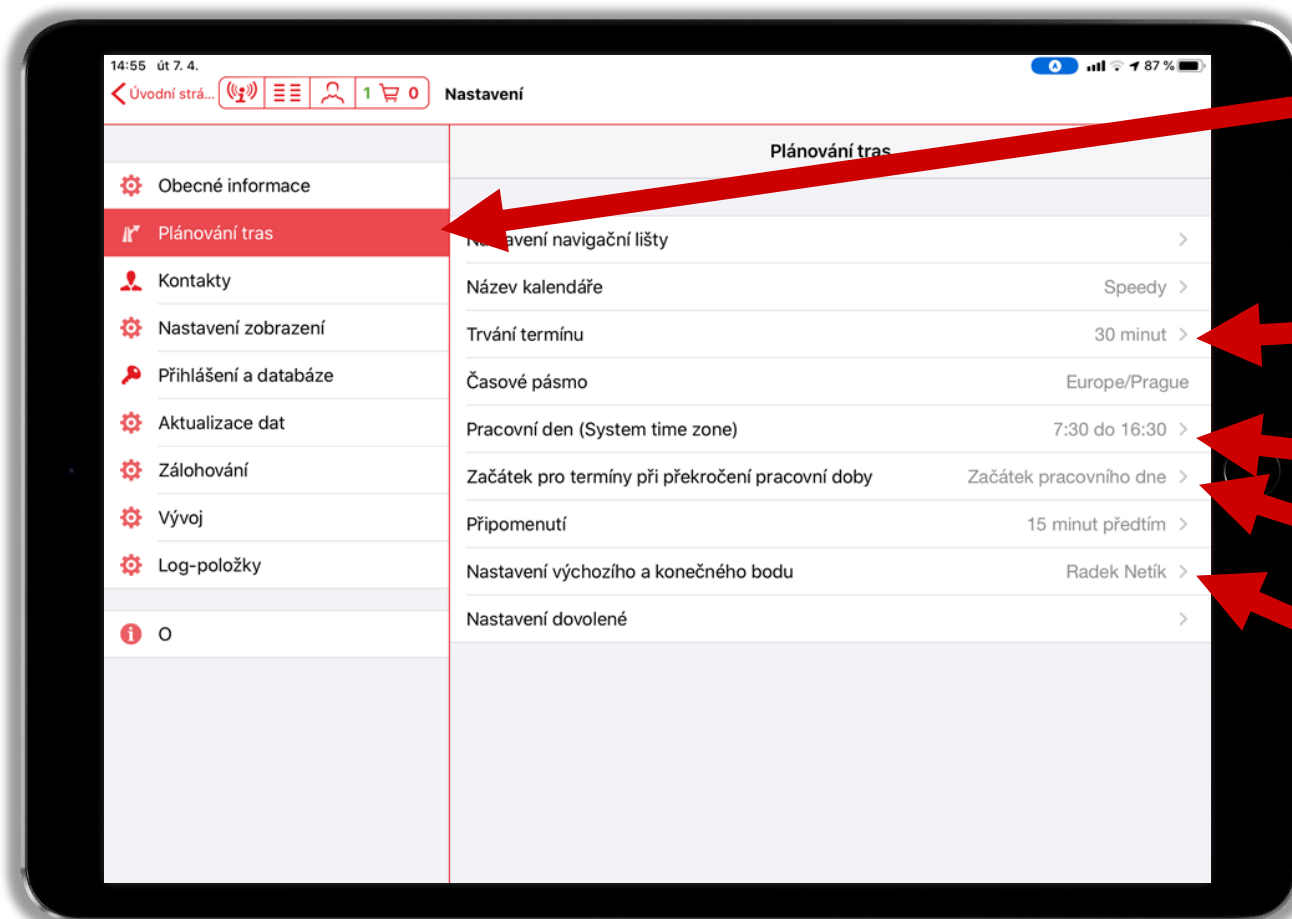 14:55 út 7. 4.
87 %
Úvodní strá...
1
0
Nastavení
Obecné informace
Plánování tras
Kontakty
Nastavení zobrazení
Přihlášení a databáze
Aktualizace dat
Zálohování
Vývoj
Log-položky
O
Plánování tras
navigační lišty
Název kalendáře
Speedy
Trvání termínu
30 minut
Časové pásmo
Europe/Prague
Pracovní den (System time zone)
7:30 do 16:30
Začátek pro termíny při překročení pracovní doby
Začátek pracovního dne
Připomenutí
15 minut předtím
Nastavení výchozího a konečného bodu
Radek Netík
Nastavení dovolené